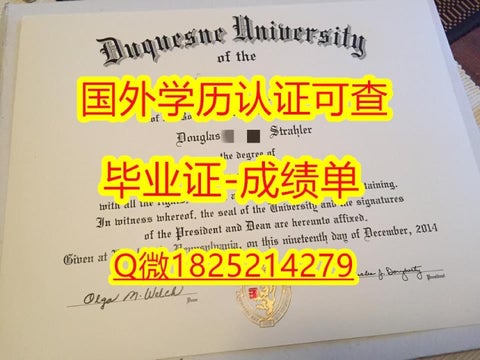 Duquesne University
of the
国外学历认证可查
Douglas Strahler
the degree of
毕业证-成绩单
with all the
In witness whereof, the seal of the University and the signatures
of the President and Dean are hereunto affixed.
Given at Pennsylvania, on this nineteenth day of December, 2014
Q微1825214279
Olga M. Welch
Dean
President